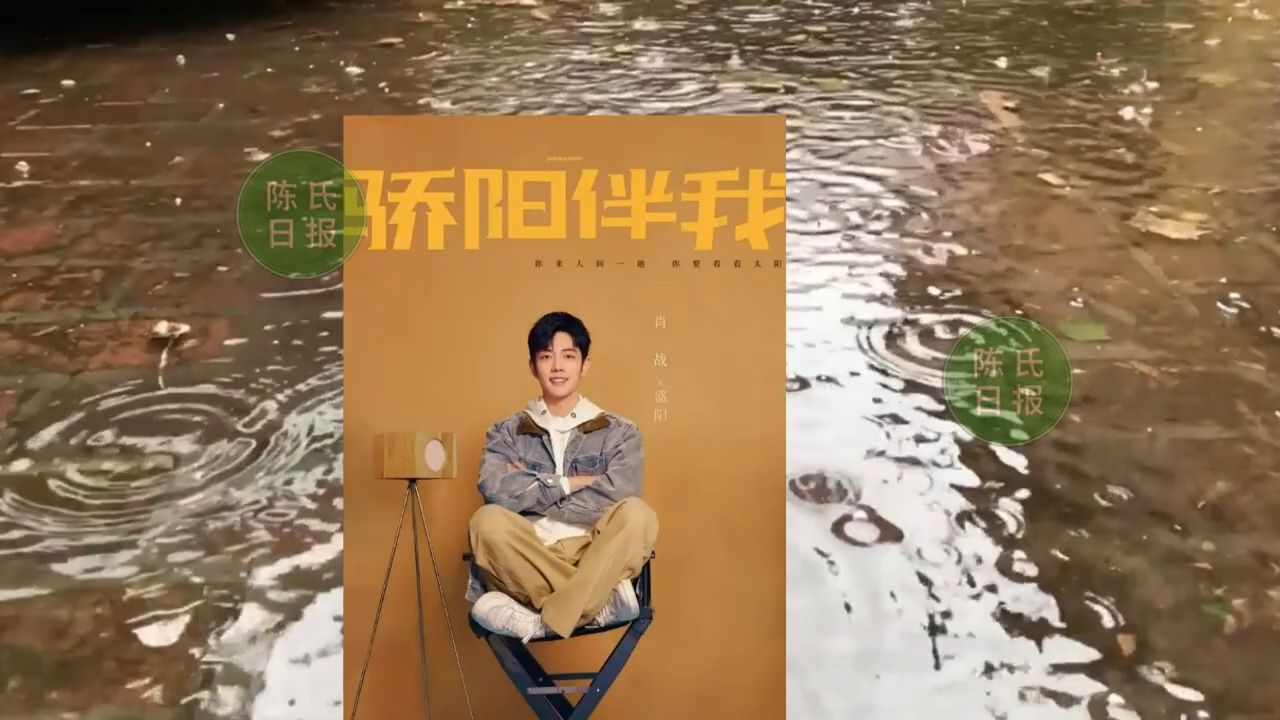 陈氏
日报
骄阳伴我
你来人间一趟 你要看看太阳
肖战
盛阳
陈氏
日报